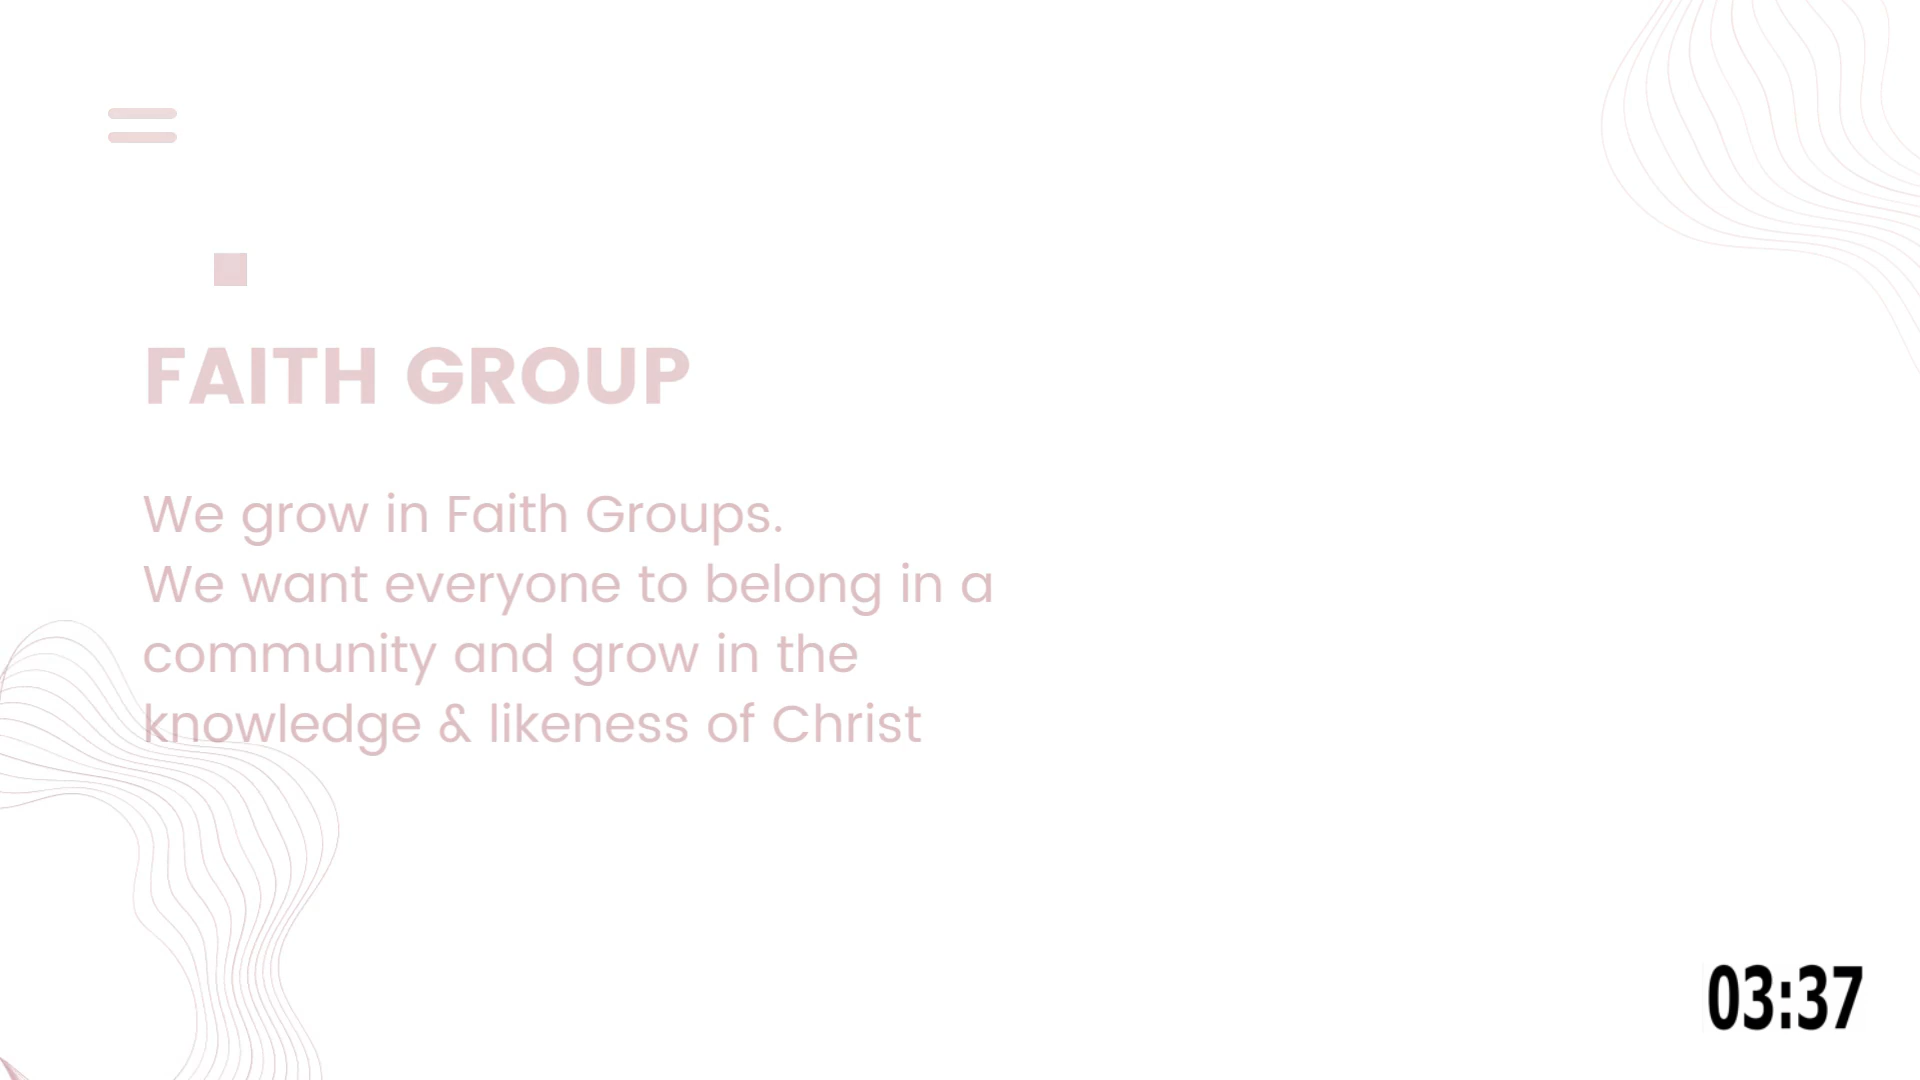 FAITH GROUP
We grow in Faith Groups.
We want everyone to belong in a
community and grow in the
knowledge & likeness of Christ
03:37